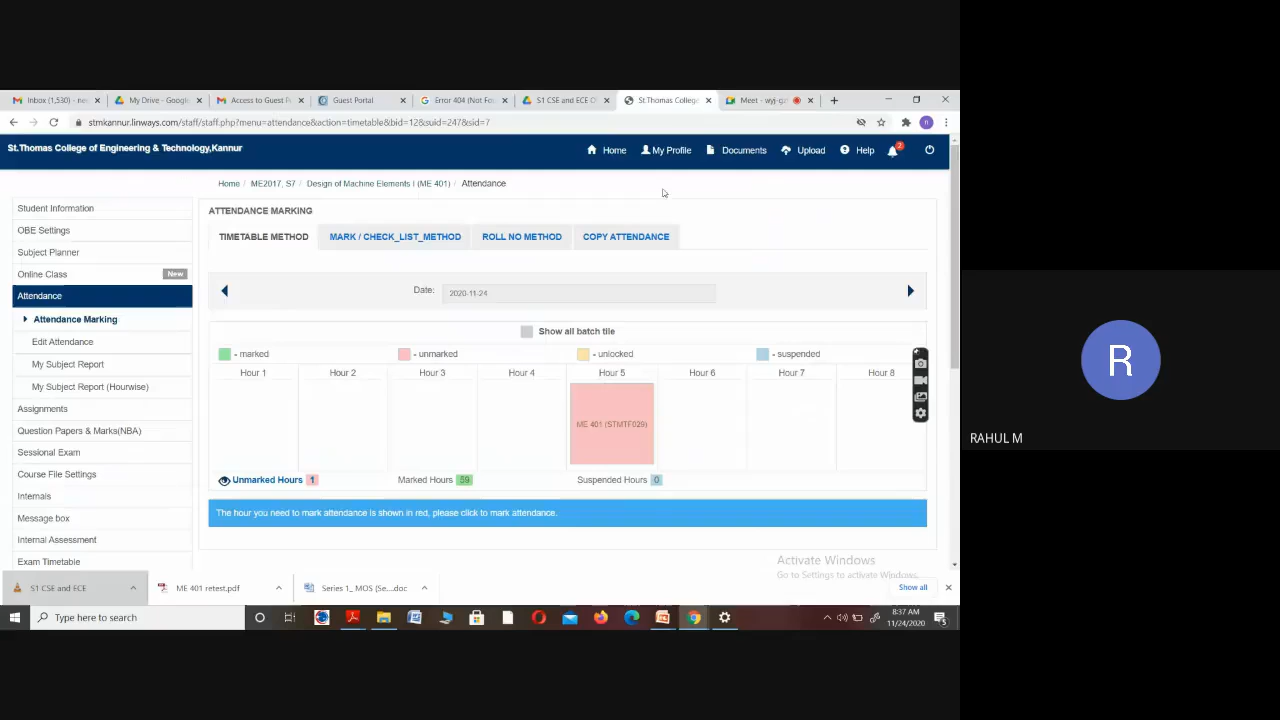 Inbox (1,530) - ne
My Drive - Google
Access to Guest P
Guest Portal
Error 404 (Not Fo
S1 CSE and ECE O
St.Thomas College
Meet - wyj-g
stmkannur.linways.com/staff/staff.php?menu=attendance&action=timetable&bid=12&suid=247&sid=7
St.Thomas College of Engineering & Technology,Kannur
Home
My Profile
Documents
Upload
Help
2
Home / ME2017, S7 / Design of Machine Elements I (ME 401) / Attendance
Student Information
OBE Settings
Subject Planner
Online Class New
Attendance
Attendance Marking
Edit Attendance
My Subject Report
My Subject Report (Hourwise)
Assignments
Question Papers & Marks(NBA)
Sessional Exam
Course File Settings
Internals
Message box
Internal Assessment
Exam Timetable
ATTENDANCE MARKING
TIMETABLE METHOD
MARK / CHECK_LIST_METHOD
ROLL NO METHOD
COPY ATTENDANCE
Date: 2020-11-24
Show all batch tile
- marked
- unmarked
- unlocked
- suspended
Hour 1 Hour 2 Hour 3 Hour 4 Hour 5 Hour 6 Hour 7 Hour 8
ME 401 (STMTF029)
Unmarked Hours 1
Marked Hours 59
Suspended Hours 0
The hour you need to mark attendance is shown in red, please click to mark attendance.
Activate Windows
Go to Settings to activate Windows.
S1 CSE and ECE
ME 401 retest.pdf
Series 1_ MOS (Se....doc
Show all
Type here to search
8:37 AM
11/24/2020
5
R
RAHUL M